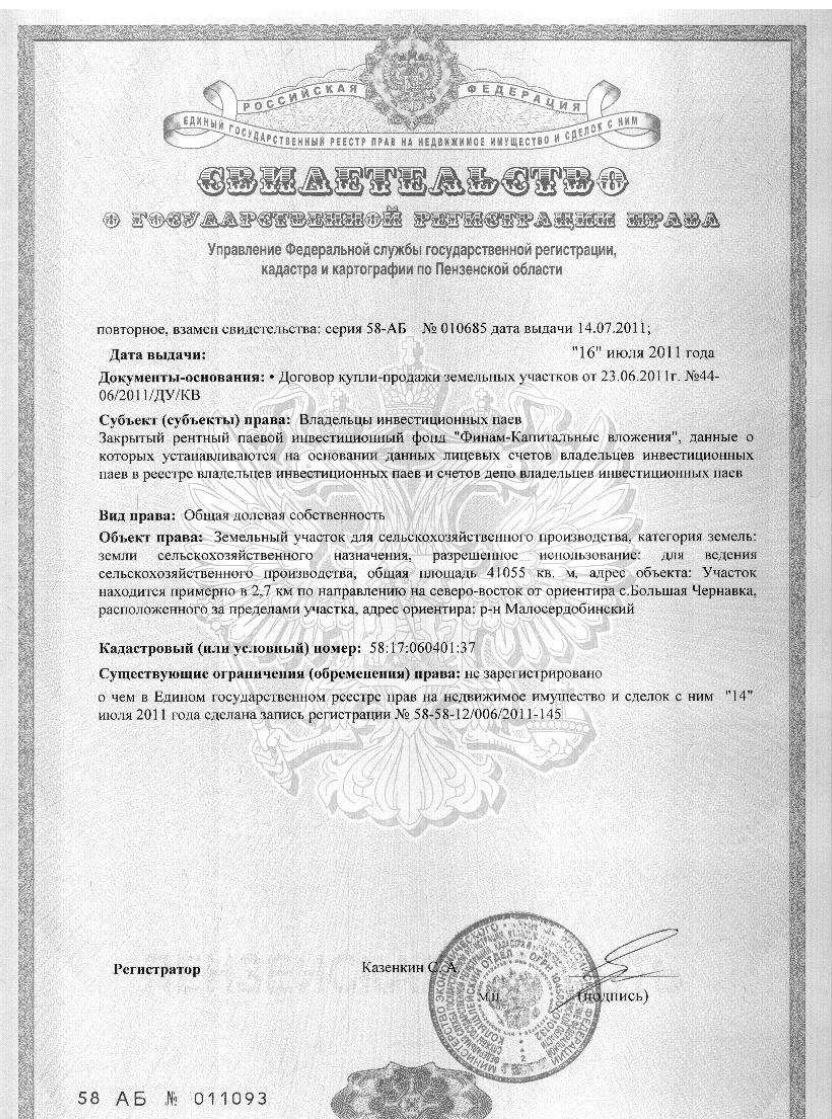 РОССИЙСКАЯ ФЕДЕРАЦИЯ
ЕДИНЫЙ ГОСУДАРСТВЕННЫЙ РЕЕСТР ПРАВ НА НЕДВИЖИМОЕ ИМУЩЕСТВО И СДЕЛОК С НИМ
СВИДЕТЕЛЬСТВО
О ГОСУДАРСТВЕННОЙ РЕГИСТРАЦИИ ПРАВА
Управление Федеральной службы государственной регистрации,
кадастра и картографии по Пензенской области
повторное, взамен свидетельства: серия 58-АБ № 010685 дата выдачи 14.07.2011;
Дата выдачи: "16" июля 2011 года
Документы-основания: • Договор купли-продажи земельных участков от 23.06.2011г. №44-
06/2011/ДУ/КВ
Субъект (субъекты) права: Владельцы инвестиционных паев
Закрытый рентный паевой инвестиционный фонд "Финам-Капитальные вложения", данные о
которых устанавливаются на основании данных лицевых счетов владельцев инвестиционных
паев в реестре владельцев инвестиционных паев и счетов депо владельцев инвестиционных паев
Вид права: Общая долевая собственность
Объект права: Земельный участок для сельскохозяйственного производства, категория земель:
земли сельскохозяйственного назначения, разрешенное использование: для ведения
сельскохозяйственного производства, общая площадь 41055 кв. м, адрес объекта: Участок
находится примерно в 2,7 км по направлению на северо-восток от ориентира с.Большая Чернавка,
расположенного за пределами участка, адрес ориентира: р-н Малосердобинский
Кадастровый (или условный) номер: 58:17:060401:37
Существующие ограничения (обременения) права: не зарегистрировано
о чем в Едином государственном реестре прав на недвижимое имущество и сделок с ним "14"
июля 2011 года сделана запись регистрации № 58-58-12/006/2011-145
Регистратор Казенкин С. А.
М.П. (подпись)
58 АБ № 011093